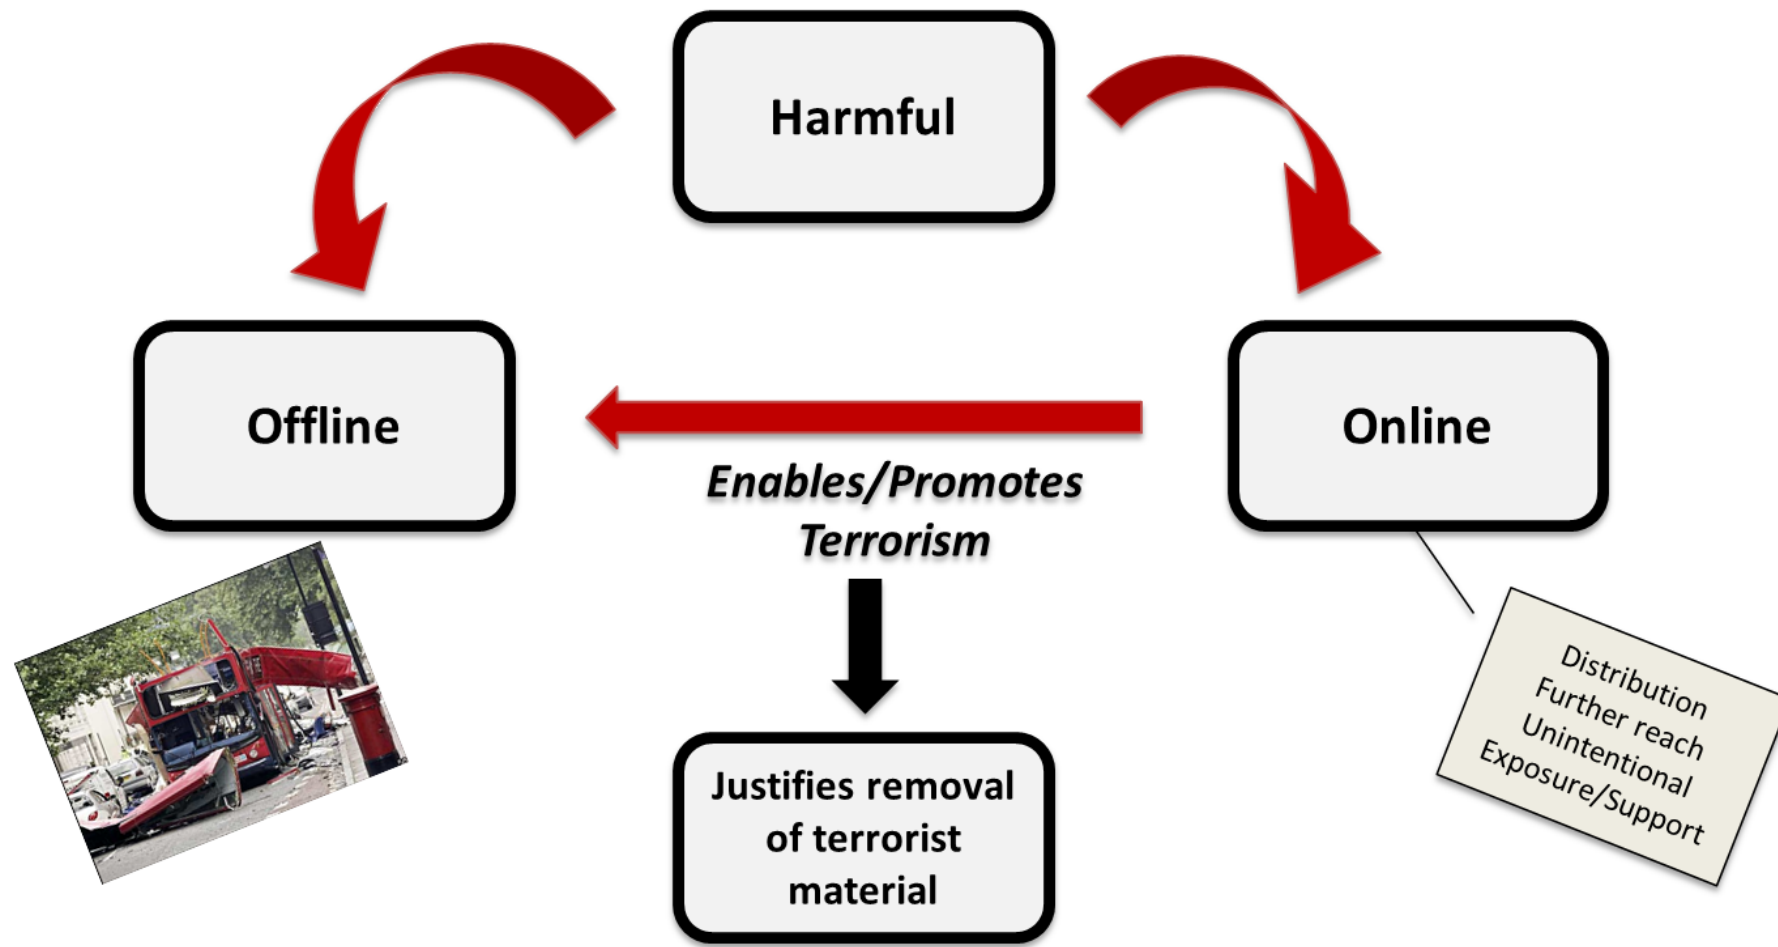 Harmful
Offline
Online
Enables/Promotes
Terrorism
Distribution
Further reach
Unintentional
Exposure/Support
Justifies removal
of terrorist
material